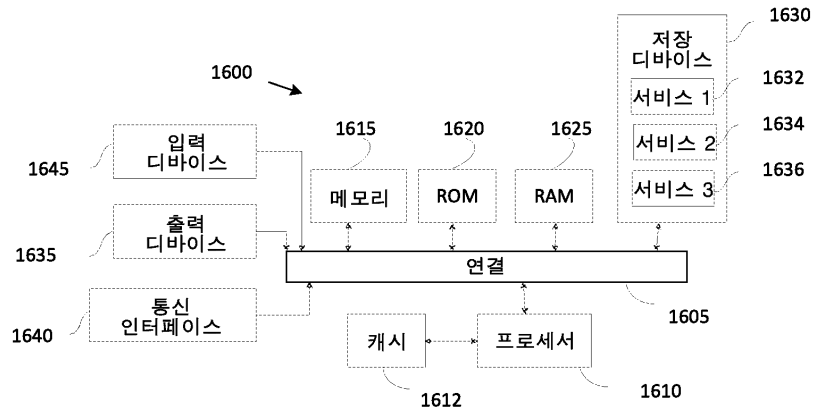 1630
저장
디바이스
1600
서비스 1
1632
1615
1620
1625
서비스 2
1634
입력
디바이스
1645
메모리
ROM
RAM
서비스 3
1636
출력
디바이스
1635
연결
통신
인터페이스
1640
1605
캐시
프로세서
1612
1610